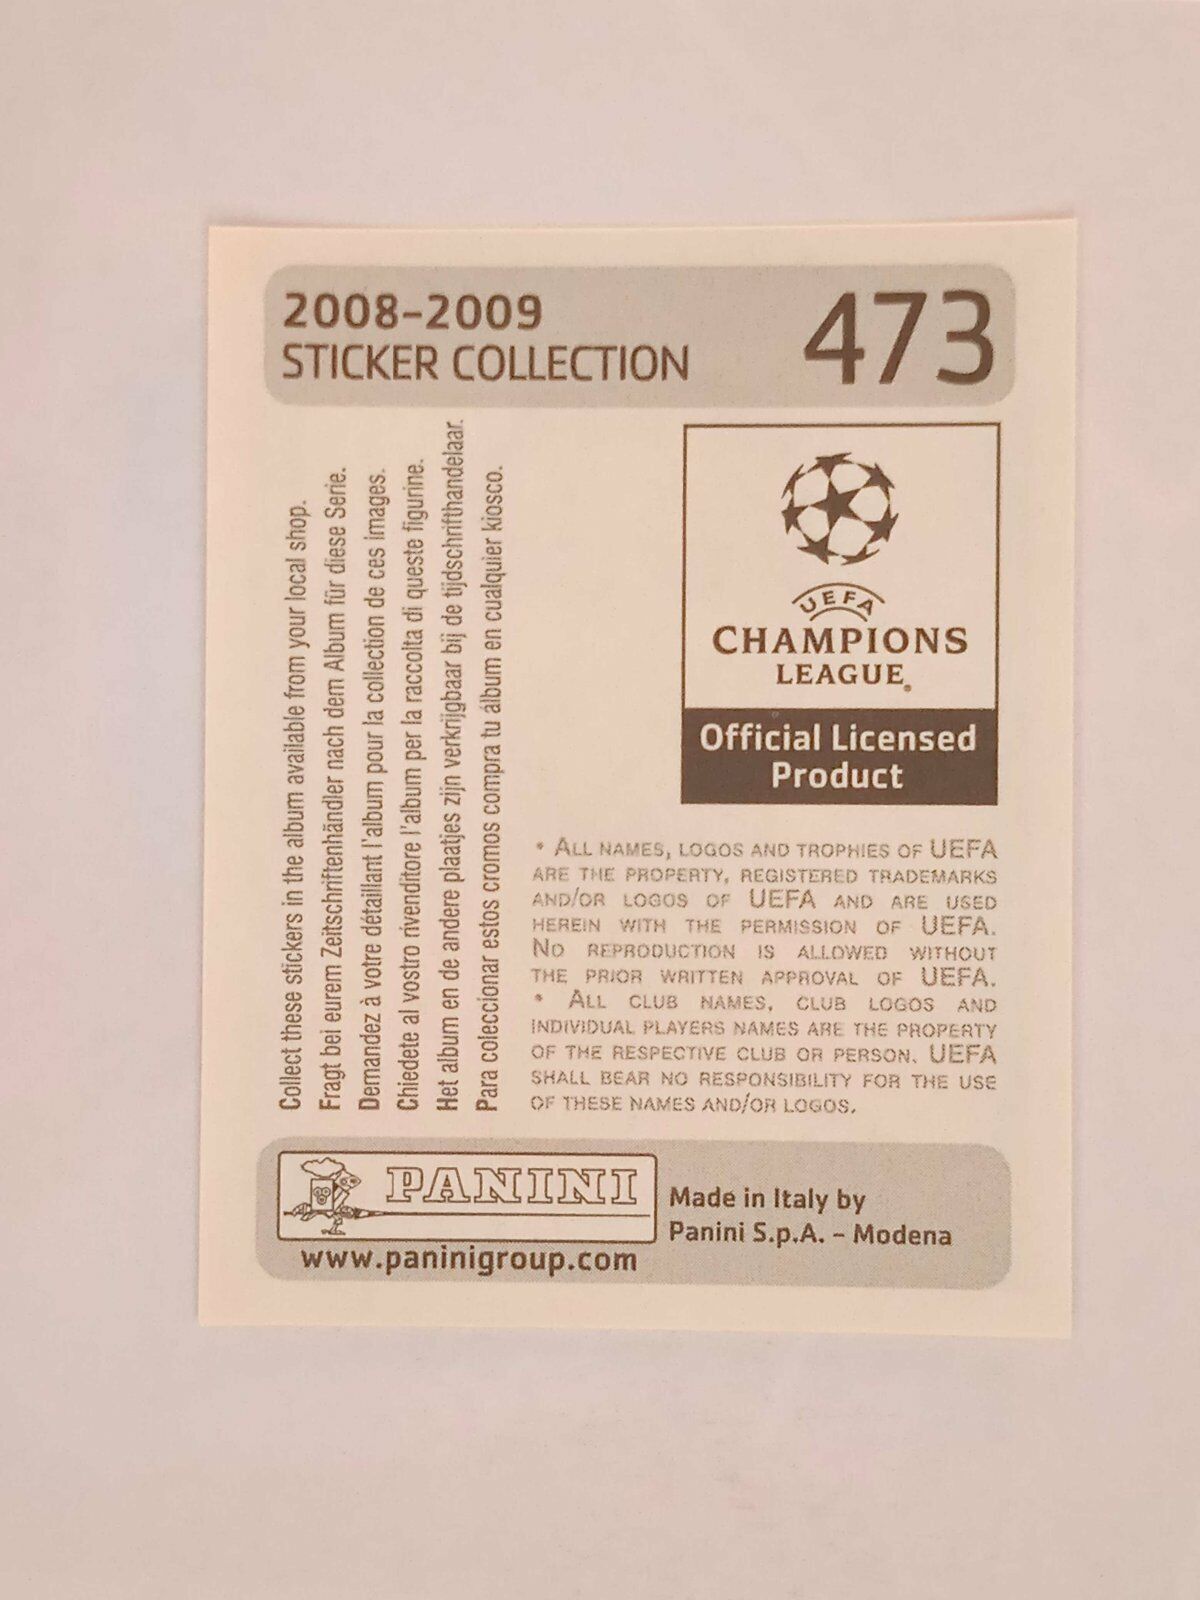 2008-2009
STICKER COLLECTION
473
Collect these stickers in the album available from your local shop.
Fragt bei eurem Zeitschriftenhändler nach dem Album für diese Serie.
Demandez à votre détaillant l'album pour la collection de ces images.
Chiedete al vostro rivenditore l'album per la raccolta di queste figurine.
Het album en de andere plaatjes zijn verkrijgbaar bij de tijdschrifthandelaar.
Para coleccionar estos cromos compra tu álbum en cualquier kiosco.
UEFA
CHAMPIONS
LEAGUE®
Official Licensed
Product
* ALL NAMES, LOGOS AND TROPHIES OF UEFA
ARE THE PROPERTY, REGISTERED TRADEMARKS
AND/OR LOGOS OF UEFA AND ARE USED
HEREIN WITH THE PERMISSION OF UEFA.
NO REPRODUCTION IS ALLOWED WITHOUT
THE PRIOR WRITTEN APPROVAL OF UEFA.
* ALL CLUB NAMES, CLUB LOGOS AND
INDIVIDUAL PLAYERS NAMES ARE THE PROPERTY
OF THE RESPECTIVE CLUB OR PERSON. UEFA
SHALL BEAR NO RESPONSIBILITY FOR THE USE
OF THESE NAMES AND/OR LOGOS.
PANINI
www.paninigroup.com
Made in Italy by
Panini S.p.A. - Modena